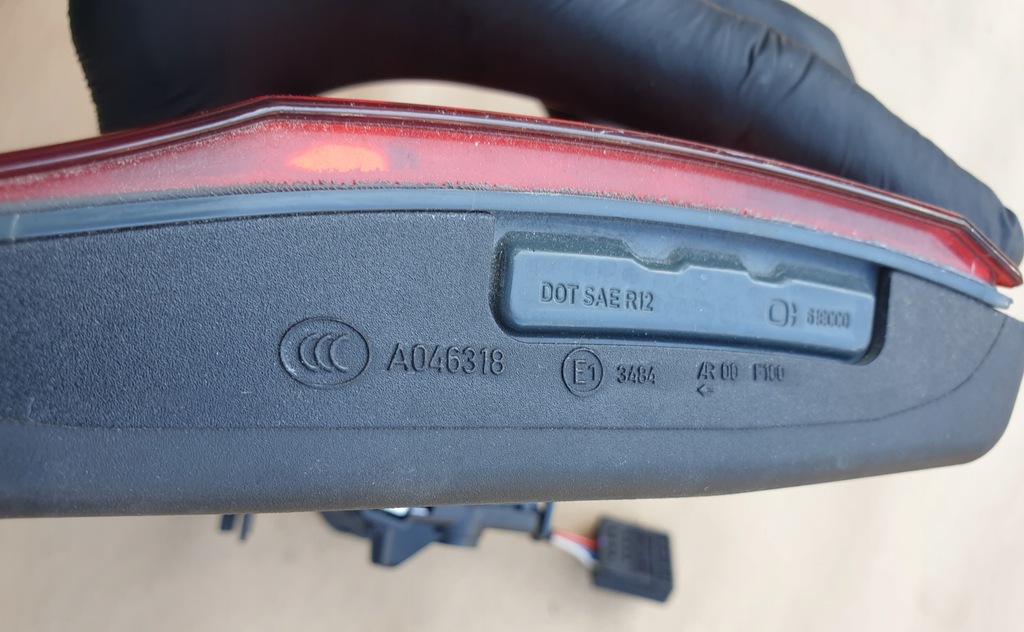 DOT SAE R12
CCC A046318
E1 3484 AR 00 F100